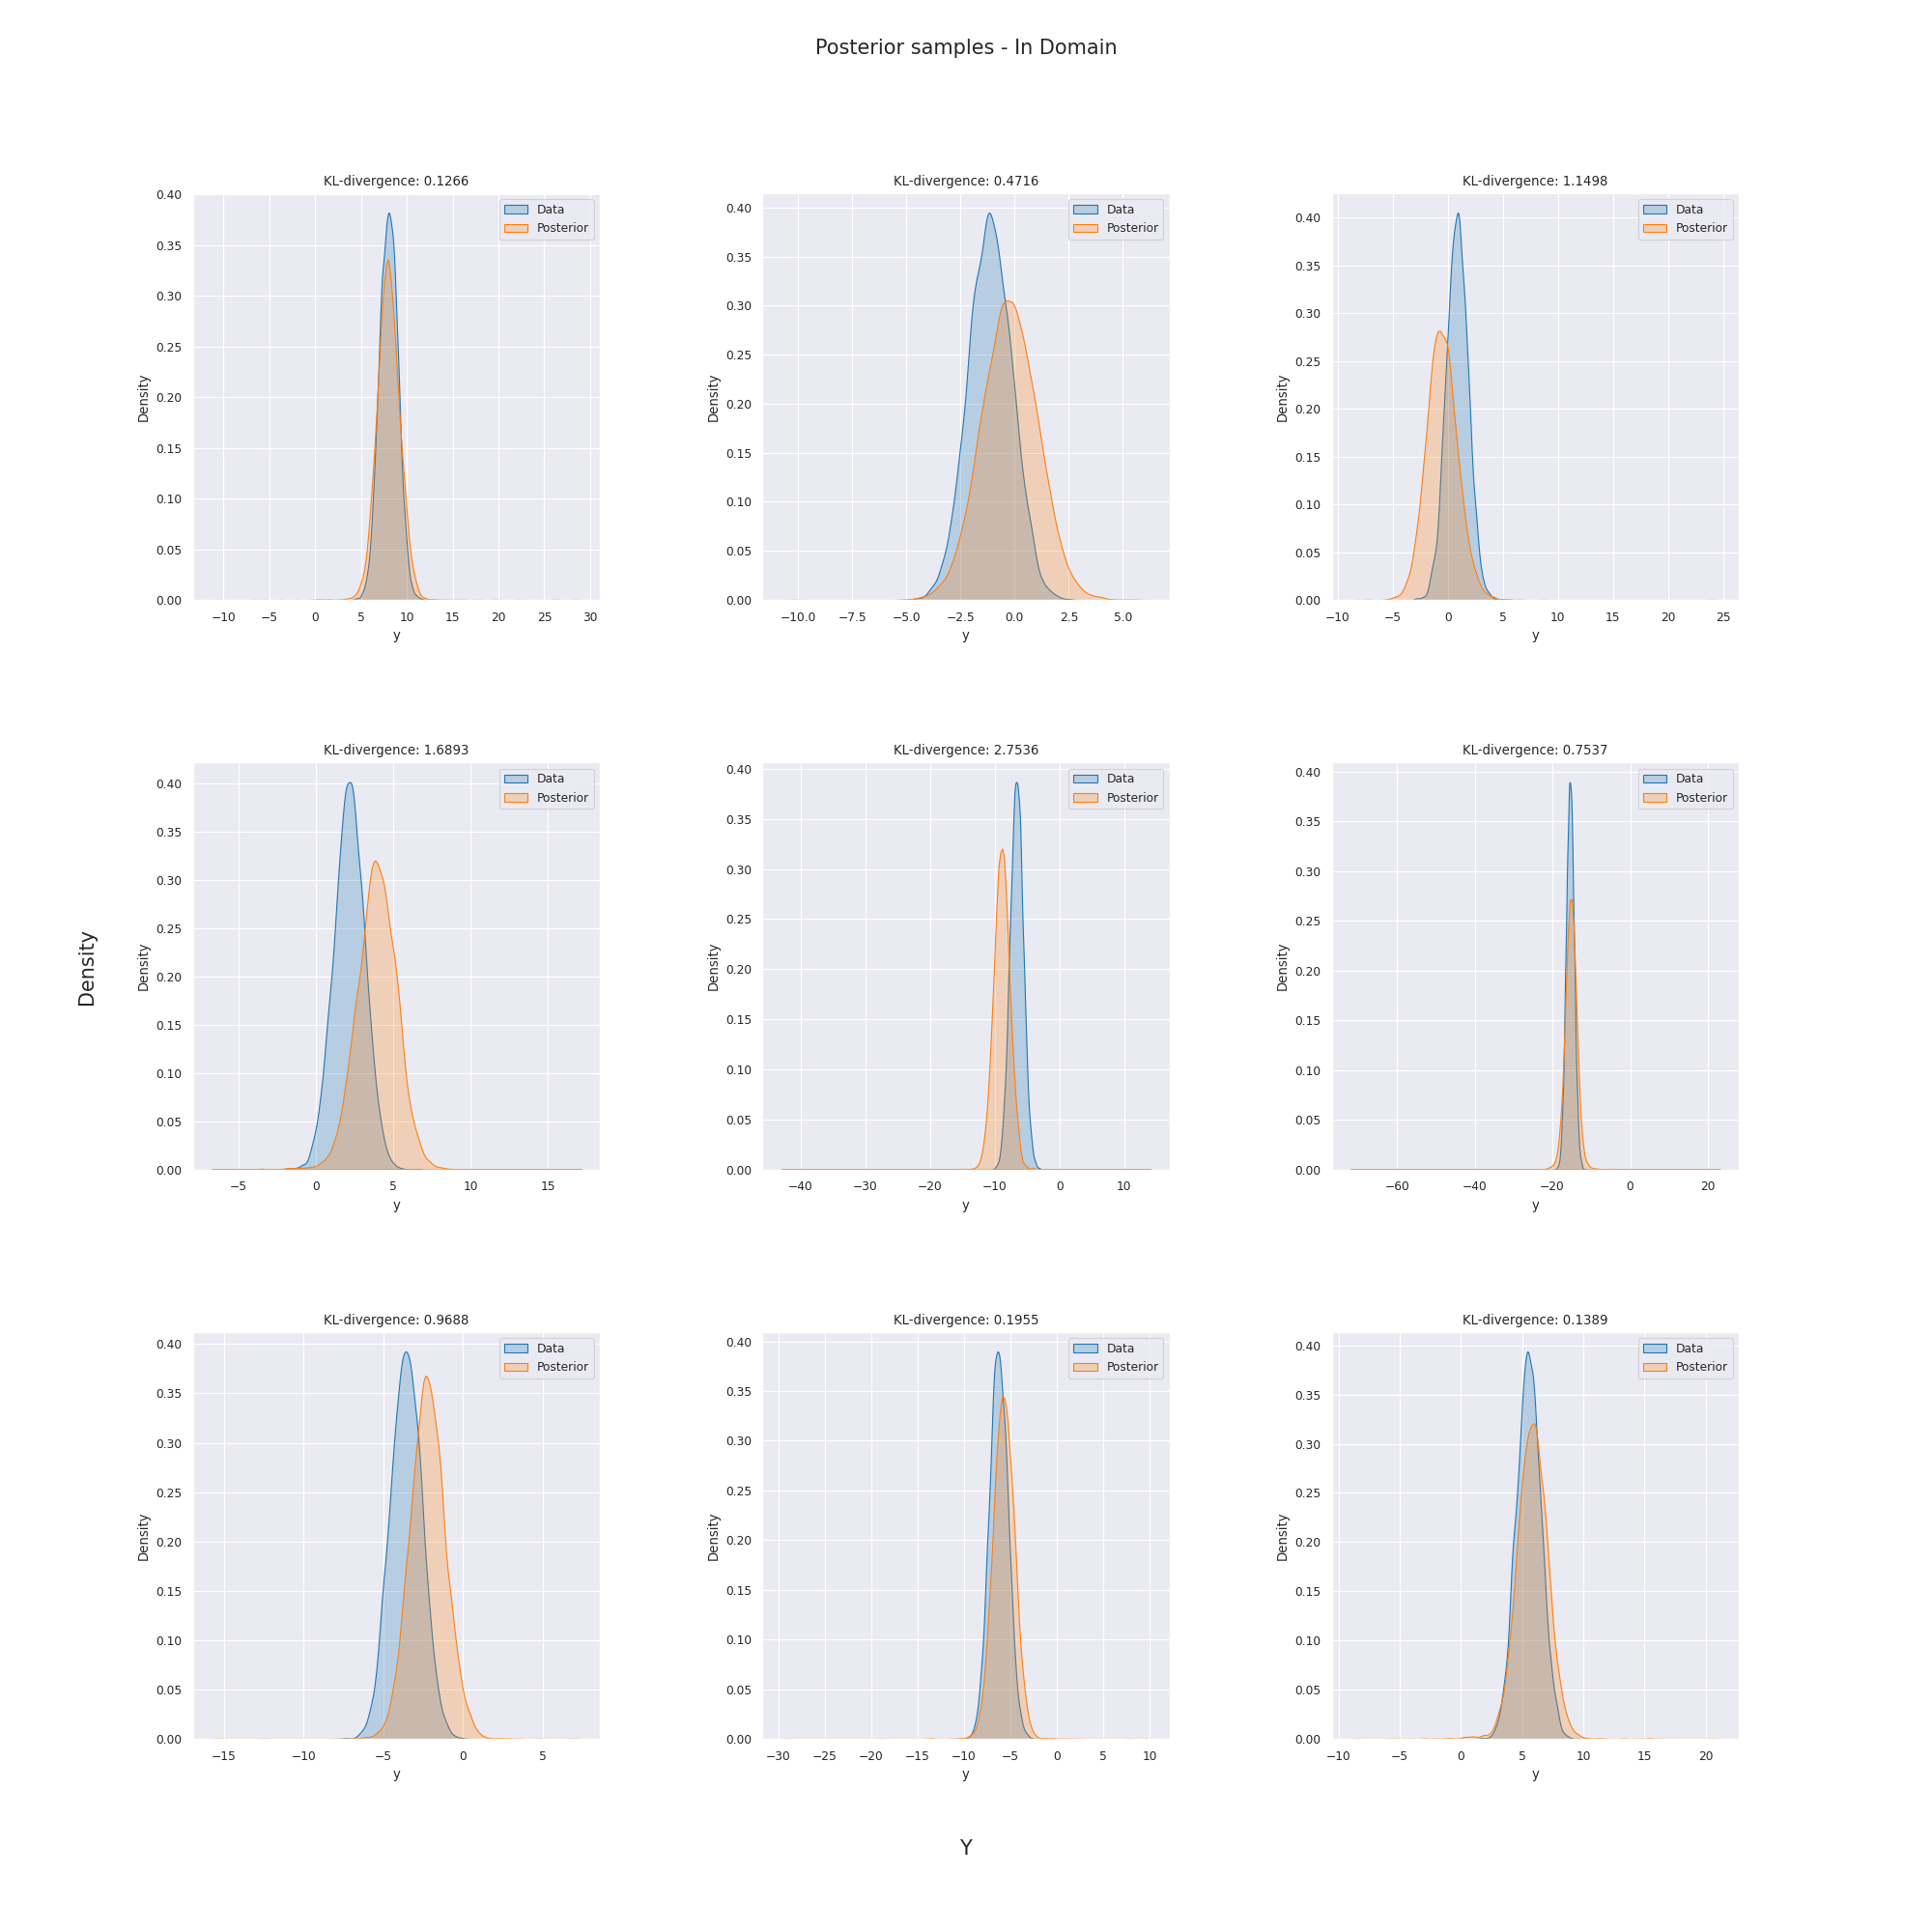 Posterior samples - In Domain
KL-divergence: 0.1266
Data
Posterior
0.40
0.35
0.30
0.25
0.20
0.15
0.10
0.05
0.00
Density
−10 −5 0 5 10 15 20 25 30
y
KL-divergence: 0.4716
Data
Posterior
0.40
0.35
0.30
0.25
0.20
0.15
0.10
0.05
0.00
Density
−10.0 −7.5 −5.0 −2.5 0.0 2.5 5.0
y
KL-divergence: 1.1498
Data
Posterior
0.40
0.35
0.30
0.25
0.20
0.15
0.10
0.05
0.00
Density
−10 −5 0 5 10 15 20 25
y
Density
KL-divergence: 1.6893
Data
Posterior
0.40
0.35
0.30
0.25
0.20
0.15
0.10
0.05
0.00
Density
−5 0 5 10 15
y
KL-divergence: 2.7536
Data
Posterior
0.40
0.35
0.30
0.25
0.20
0.15
0.10
0.05
0.00
Density
−40 −30 −20 −10 0 10
y
KL-divergence: 0.7537
Data
Posterior
0.40
0.35
0.30
0.25
0.20
0.15
0.10
0.05
0.00
Density
−60 −40 −20 0 20
y
KL-divergence: 0.9688
Data
Posterior
0.40
0.35
0.30
0.25
0.20
0.15
0.10
0.05
0.00
Density
−15 −10 −5 0 5
y
KL-divergence: 0.1955
Data
Posterior
0.40
0.35
0.30
0.25
0.20
0.15
0.10
0.05
0.00
Density
−30 −25 −20 −15 −10 −5 0 5 10
y
KL-divergence: 0.1389
Data
Posterior
0.40
0.35
0.30
0.25
0.20
0.15
0.10
0.05
0.00
Density
−10 −5 0 5 10 15 20
y
Y